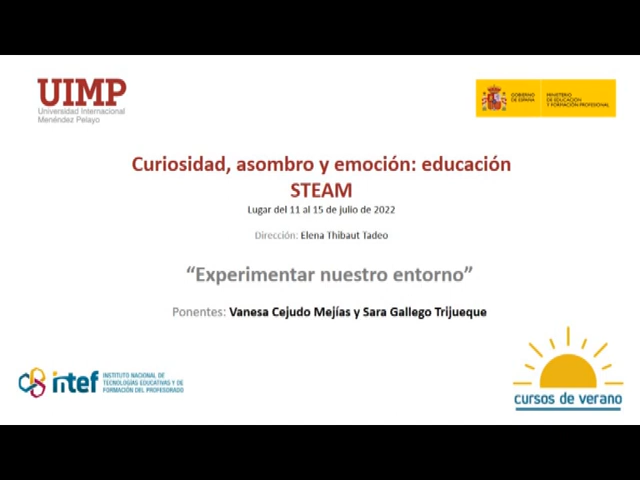 UIMP
Universidad Internacional
Menéndez Pelayo
GOBIERNO
DE ESPAÑA
MINISTERIO
DE EDUCACIÓN
Y FORMACIÓN PROFESIONAL
Curiosidad, asombro y emoción: educación
STEAM
Lugar del 11 al 15 de julio de 2022
Dirección: Elena Thibaut Tadeo
“Experimentar nuestro entorno”
Ponentes: Vanesa Cejudo Mejías y Sara Gallego Trijueque
intef
INSTITUTO NACIONAL DE
TECNOLOGÍAS EDUCATIVAS Y DE
FORMACIÓN DEL PROFESORADO
cursos de verano